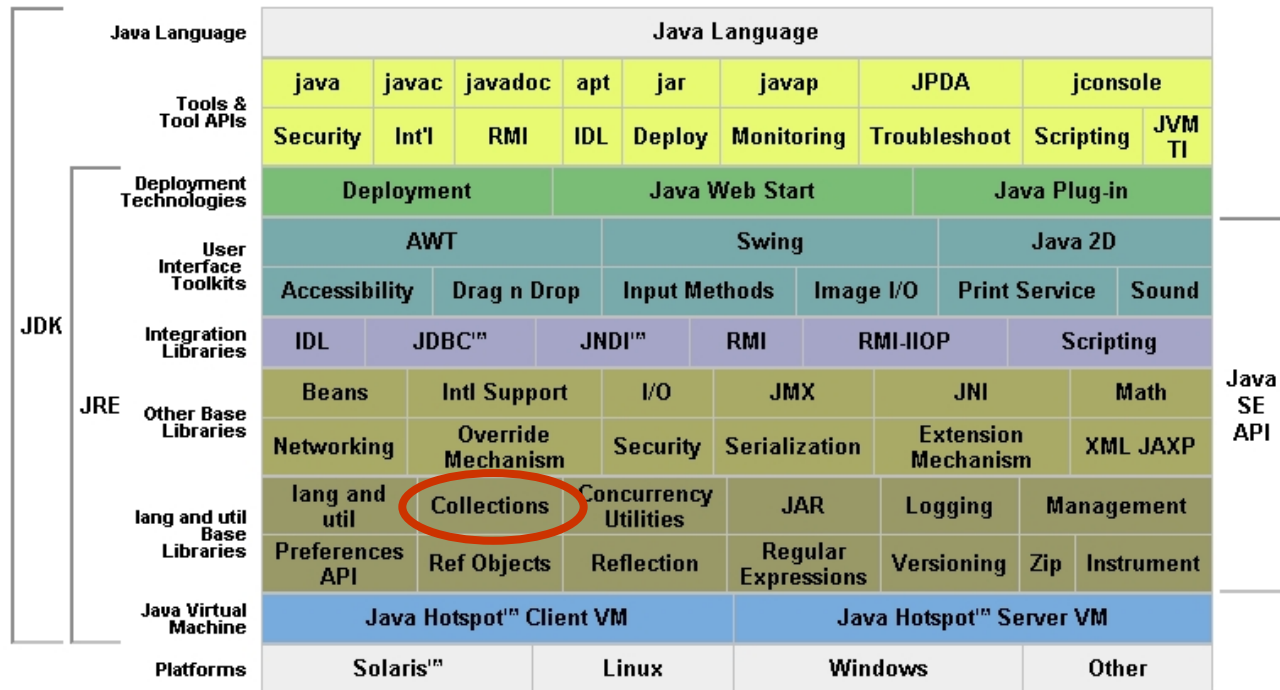 Java Language
Java Language
Tools &
Tool APIs
java javac javadoc apt jar javap JPDA jconsole
Security Int'l RMI IDL Deploy Monitoring Troubleshoot Scripting JVM
TI
Deployment
Technologies
Deployment Java Web Start Java Plug-in
User
Interface
Toolkits
AWT Swing Java 2D
Accessibility Drag n Drop Input Methods Image I/O Print Service Sound
JDK
Integration
Libraries
IDL JDBC™ JNDI™ RMI RMI-IIOP Scripting
JRE
Other Base
Libraries
Beans Intl Support I/O JMX JNI Math
Networking Override
Mechanism Security Serialization Extension
Mechanism XML JAXP
Java
SE
API
lang and util
Base
Libraries
lang and
util Collections Concurrency
Utilities JAR Logging Management
Preferences
API Ref Objects Reflection Regular
Expressions Versioning Zip Instrument
Java Virtual
Machine
Java Hotspot™ Client VM Java Hotspot™ Server VM
Platforms
Solaris™ Linux Windows Other